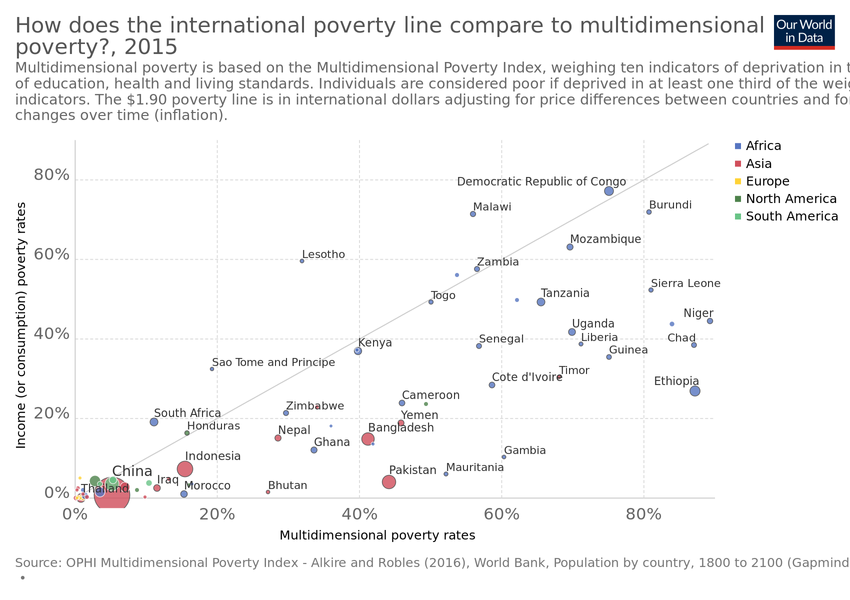 How does the international poverty line compare to multidimensional
poverty?, 2015
Our World
in Data
Multidimensional poverty is based on the Multidimensional Poverty Index, weighing ten indicators of deprivation in
of education, health and living standards. Individuals are considered poor if deprived in at least one third of the
indicators. The $1.90 poverty line is in international dollars adjusting for price differences between countries and
changes over time (inflation).
Africa
Asia
Europe
North America
South America
Income (or consumption) poverty rates
80%
60%
40%
20%
0%
Democratic Republic of Congo
Malawi
Burundi
Mozambique
Lesotho
Zambia
Sierra Leone
Togo
Tanzania
Niger
Uganda
Kenya
Senegal
Liberia
Chad
Guinea
Sao Tome and Principe
Timor
Cote d'Ivoire
Ethiopia
Cameroon
Zimbabwe
South Africa
Yemen
Honduras
Nepal
Bangladesh
Ghana
Gambia
Indonesia
China
Pakistan
Mauritania
Iraq
Thailand
Morocco
Bhutan
0%
20%
40%
60%
80%
Multidimensional poverty rates
Source: OPHI Multidimensional Poverty Index - Alkire and Robles (2016), World Bank, Population by country, 1800 to 2100 (Gapmind
•